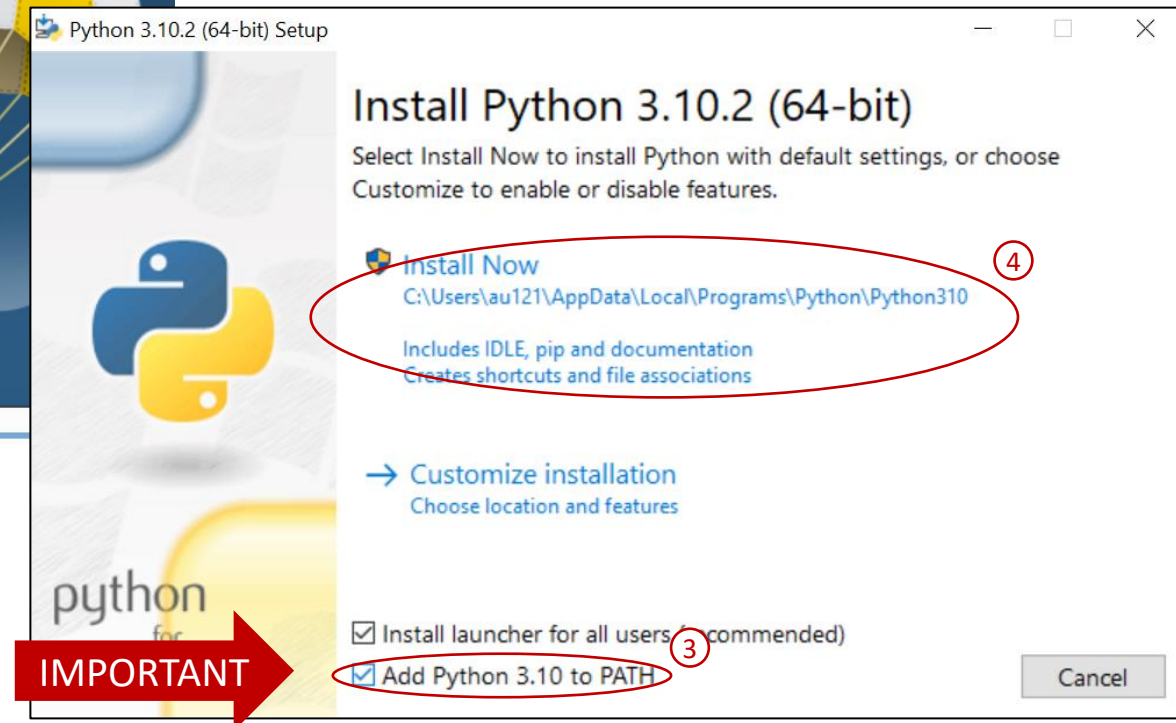 Python 3.10.2 (64-bit) Setup
Install Python 3.10.2 (64-bit)
Select Install Now to install Python with default settings, or choose
Customize to enable or disable features.
Install Now
4
C:\Users\au121\AppData\Local\Programs\Python\Python310
Includes IDLE, pip and documentation
Creates shortcuts and file associations
Customize installation
Choose location and features
python
for
Install launcher for all users (recommended)
3
IMPORTANT
Add Python 3.10 to PATH
Cancel